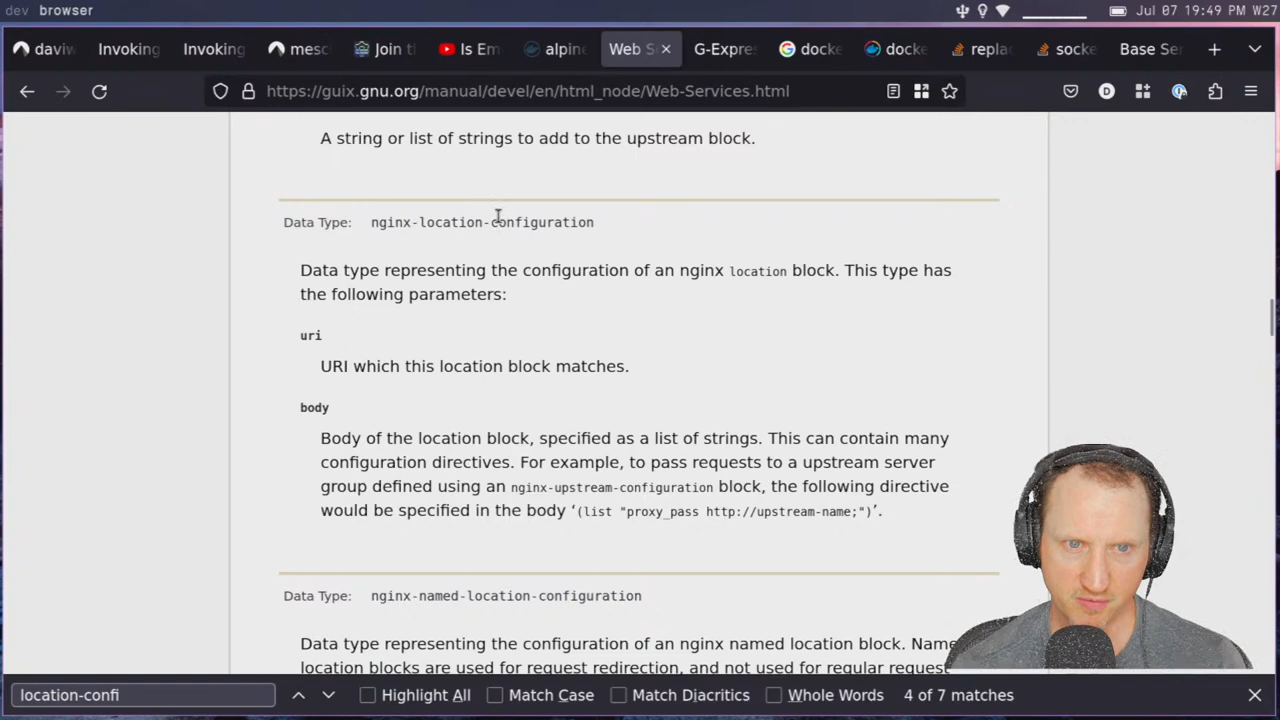 dev browser
Jul 07 19:49 PM W27
daviw Invoking Invoking mesc Join t Is Em alpine Web S G-Expre docke docke repla socke Base Se
https://guix.gnu.org/manual/devel/en/html_node/Web-Services.html
D
A string or list of strings to add to the upstream block.
Data Type: nginx-location-configuration
Data type representing the configuration of an nginx location block. This type has
the following parameters:
uri
URI which this location block matches.
body
Body of the location block, specified as a list of strings. This can contain many
configuration directives. For example, to pass requests to a upstream server
group defined using an nginx-upstream-configuration block, the following directive
would be specified in the body ‘(list "proxy_pass http://upstream-name;")’.
Data Type: nginx-named-location-configuration
Data type representing the configuration of an nginx named location block. Name
location blocks are used for request redirection, and not used for regular request
location-confi Highlight All Match Case Match Diacritics Whole Words 4 of 7 matches